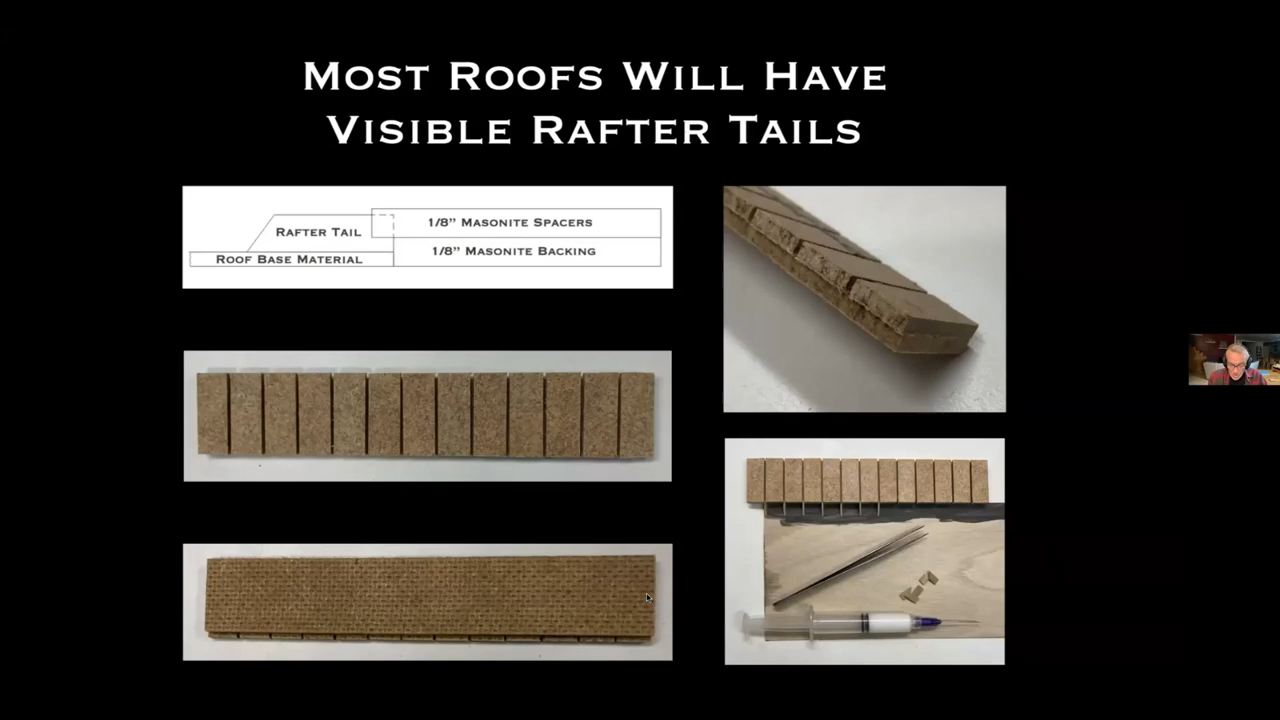 MOST ROOFS WILL HAVE
VISIBLE RAFTER TAILS
RAFTER TAIL
1/8” MASONITE SPACERS
ROOF BASE MATERIAL
1/8” MASONITE BACKING